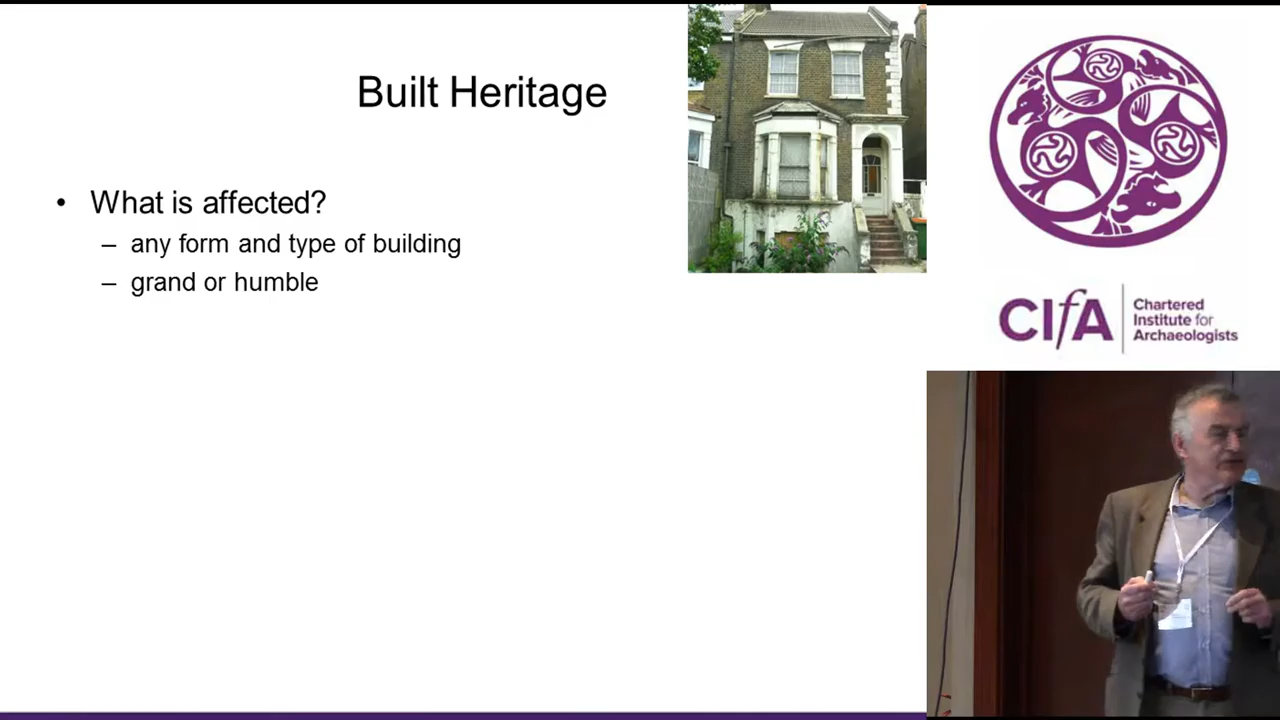 Built Heritage
• What is affected?
– any form and type of building
– grand or humble
CIfA
Chartered
Institute for
Archaeologists